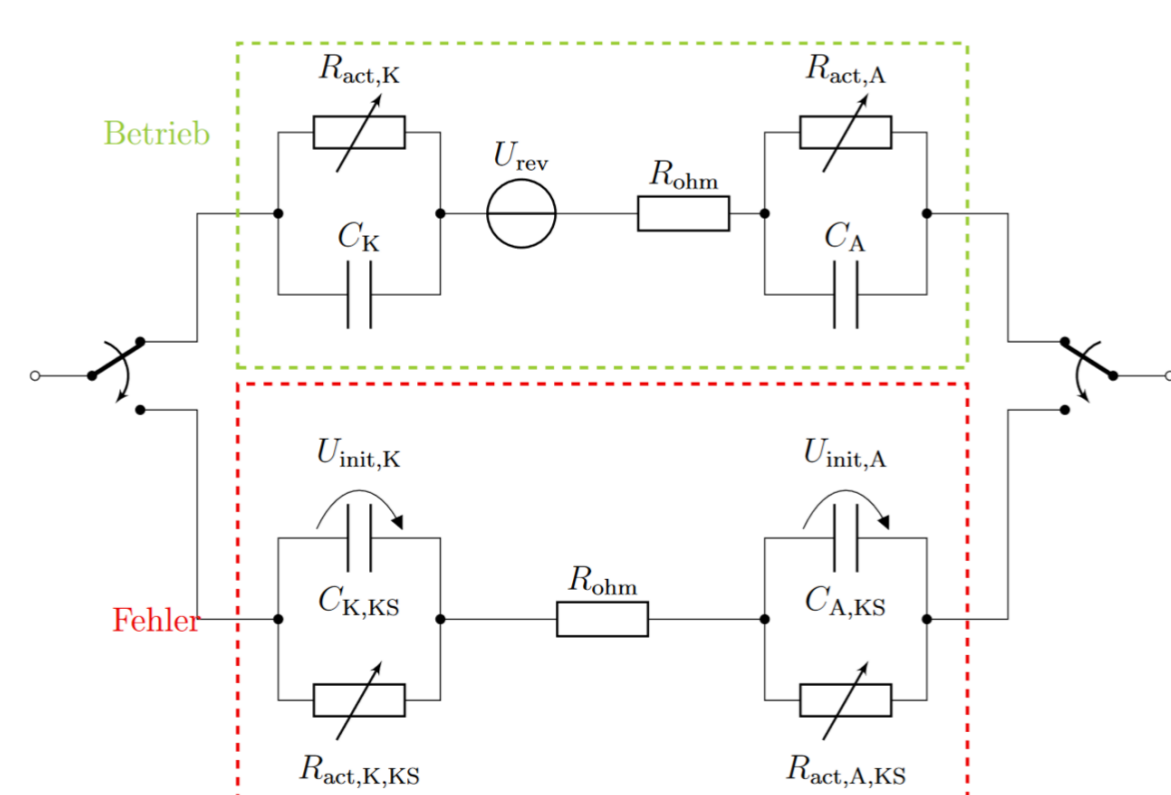 R_act,K
R_act,A
Betrieb
U_rev
R_ohm
C_K
C_A
U_init,K
U_init,A
R_ohm
C_K,KS
C_A,KS
Fehler
R_act,K,KS
R_act,A,KS